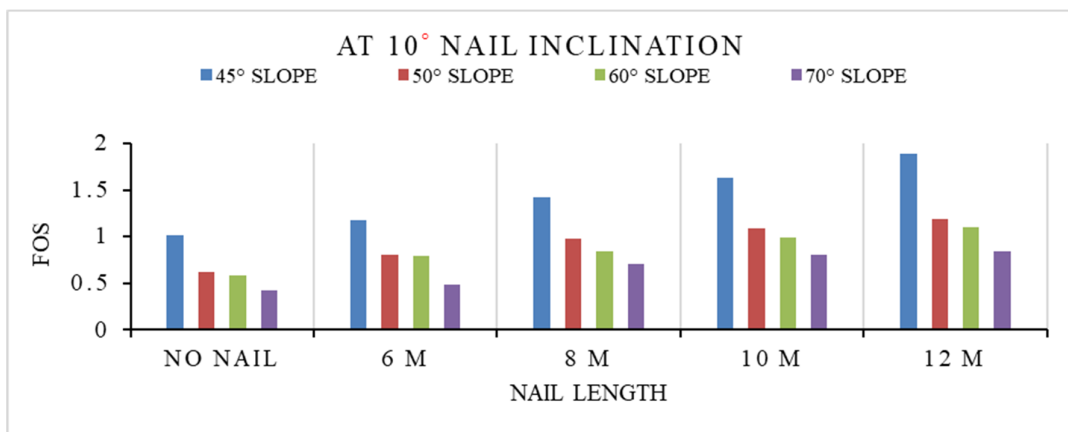 AT 10° NAIL INCLINATION
45° SLOPE 50° SLOPE 60° SLOPE 70° SLOPE
2
1.5
1
0.5
0
FOS
NO NAIL 6 M 8 M 10 M 12 M
NAIL LENGTH